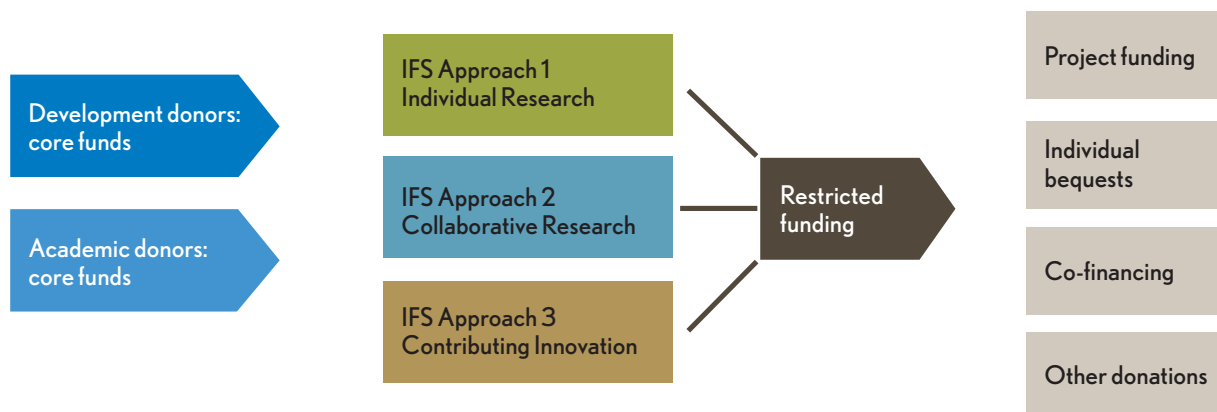 Development donors:
core funds
Academic donors:
core funds
IFS Approach 1
Individual Research
IFS Approach 2
Collaborative Research
IFS Approach 3
Contributing Innovation
Restricted
funding
Project funding
Individual
bequests
Co-financing
Other donations